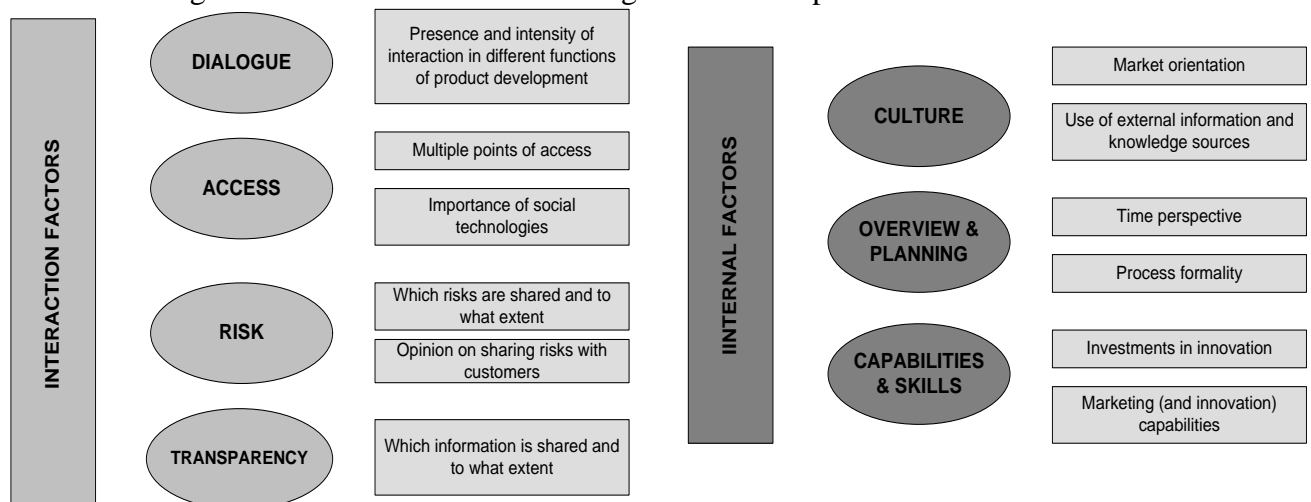 INTERACTION FACTORS
DIALOGUE
Presence and intensity of
interaction in different functions
of product development
ACCESS
Multiple points of access
Importance of social
technologies
RISK
Which risks are shared and to
what extent
Opinion on sharing risks with
customers
TRANSPARENCY
Which information is shared and
to what extent
IINTERNAL FACTORS
CULTURE
Market orientation
Use of external information and
knowledge sources
OVERVIEW &
PLANNING
Time perspective
Process formality
CAPABILITIES
& SKILLS
Investments in innovation
Marketing (and innovation)
capabilities